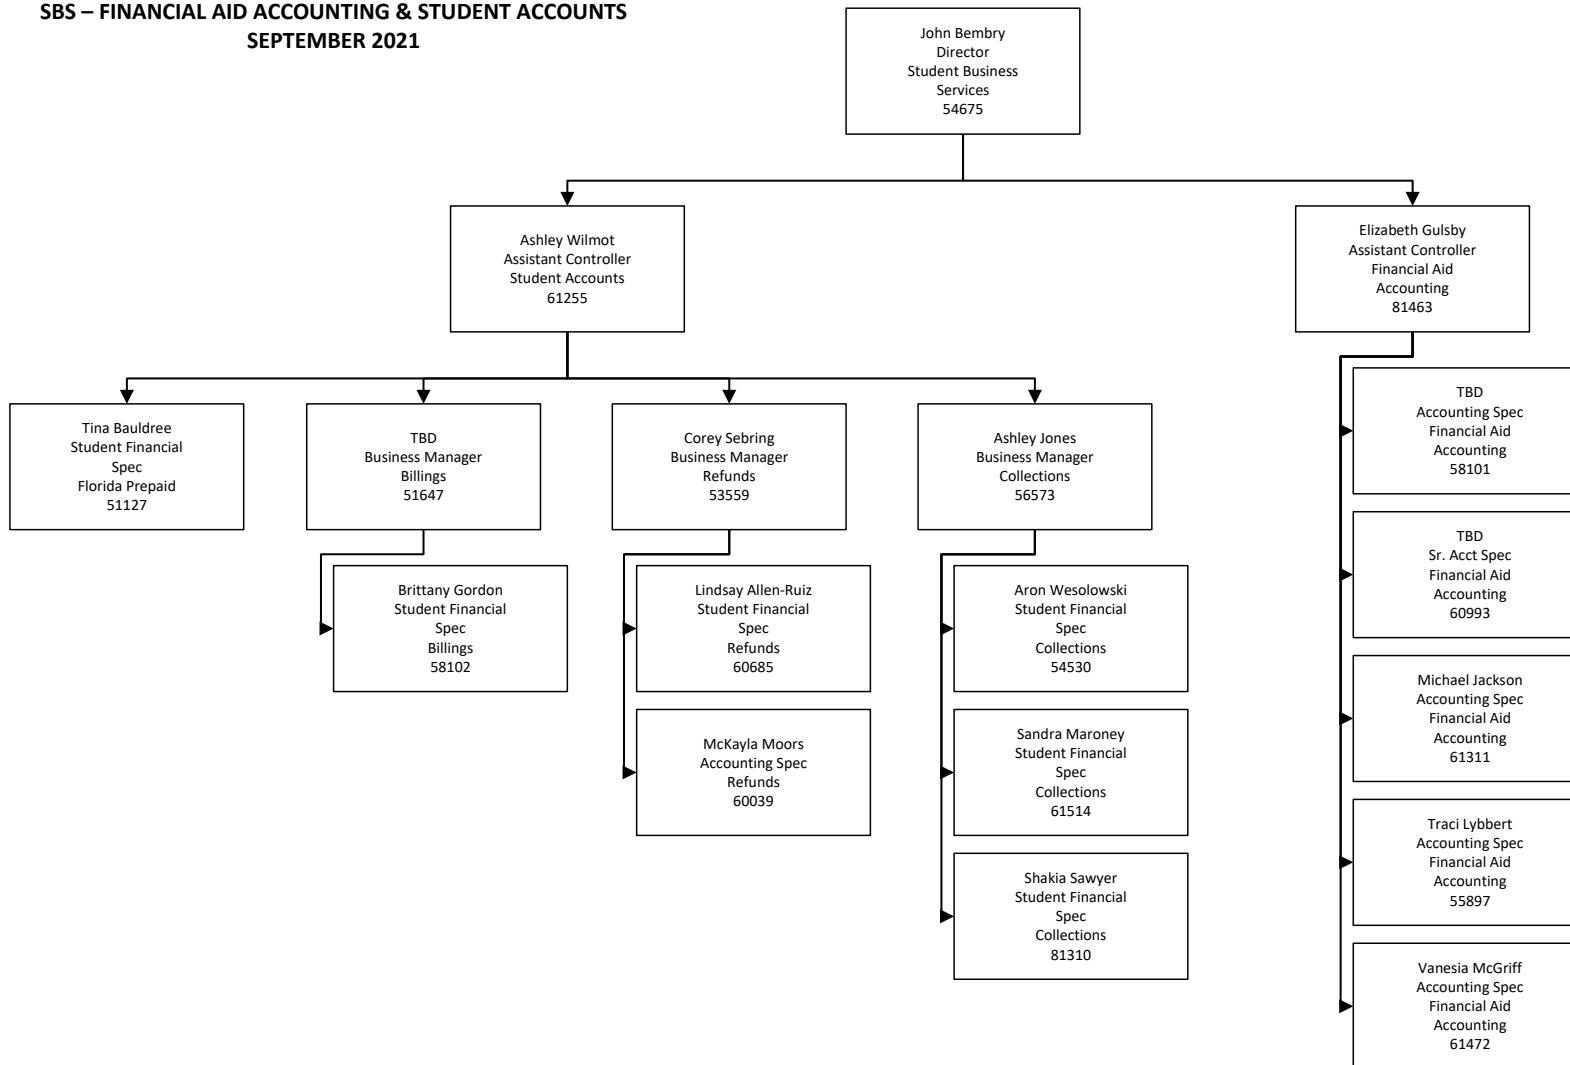 SBS – FINANCIAL AID ACCOUNTING & STUDENT ACCOUNTS
SEPTEMBER 2021
John Bembry
Director
Student Business
Services
54675
Ashley Wilmot
Assistant Controller
Student Accounts
61255
Elizabeth Gulsby
Assistant Controller
Financial Aid
Accounting
81463
Tina Bauldree
Student Financial
Spec
Florida Prepaid
51127
TBD
Business Manager
Billings
51647
Corey Sebring
Business Manager
Refunds
53559
Ashley Jones
Business Manager
Collections
56573
Brittany Gordon
Student Financial
Spec
Billings
58102
Lindsay Allen-Ruiz
Student Financial
Spec
Refunds
60685
McKayla Moors
Accounting Spec
Refunds
60039
Aron Wesolowski
Student Financial
Spec
Collections
54530
Sandra Maroney
Student Financial
Spec
Collections
61514
Shakia Sawyer
Student Financial
Spec
Collections
81310
TBD
Accounting Spec
Financial Aid
Accounting
58101
TBD
Sr. Acct Spec
Financial Aid
Accounting
60993
Michael Jackson
Accounting Spec
Financial Aid
Accounting
61311
Traci Lybbert
Accounting Spec
Financial Aid
Accounting
55897
Vanesia McGriff
Accounting Spec
Financial Aid
Accounting
61472